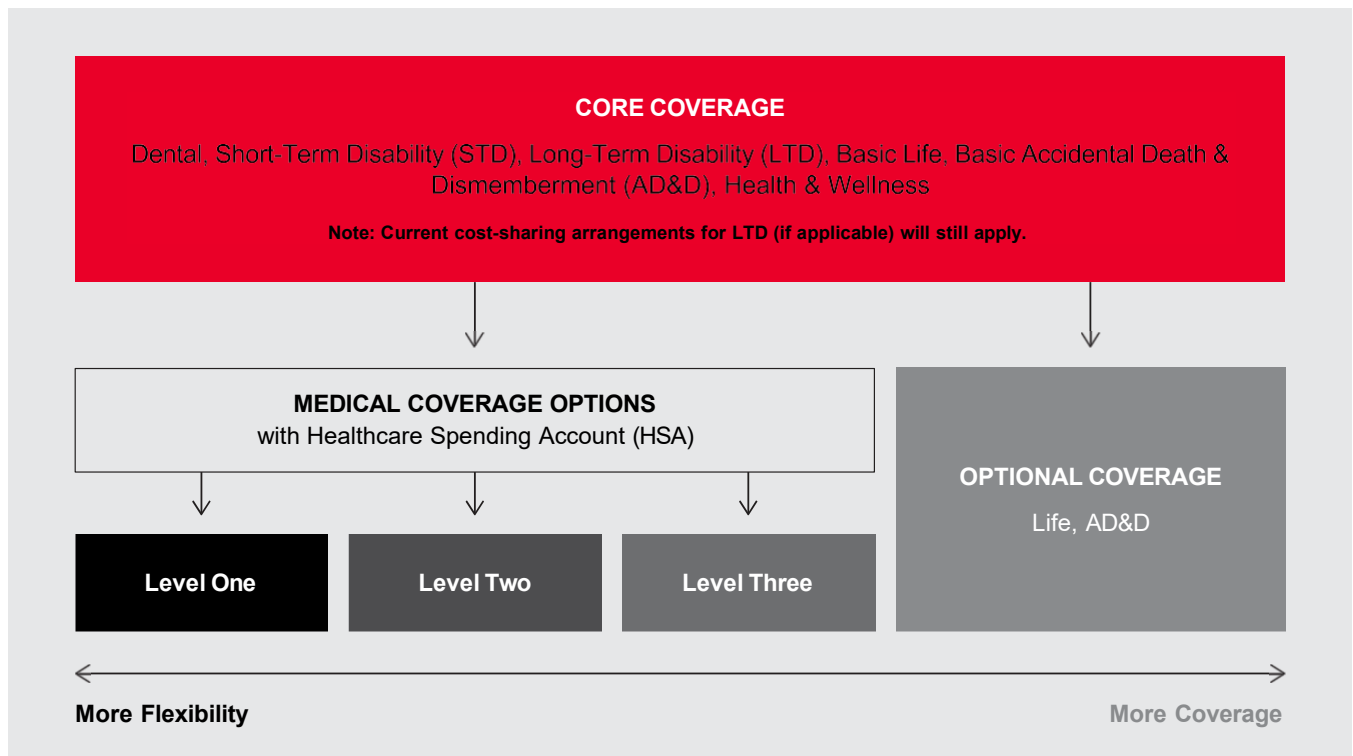 CORE COVERAGE
Dental, Short-Term Disability (STD), Long-Term Disability (LTD), Basic Life, Basic Accidental Death &
Dismemberment (AD&D), Health & Wellness
Note: Current cost-sharing arrangements for LTD (if applicable) will still apply.
MEDICAL COVERAGE OPTIONS
with Healthcare Spending Account (HSA)
OPTIONAL COVERAGE
Life, AD&D
Level One
Level Two
Level Three
More Flexibility
More Coverage